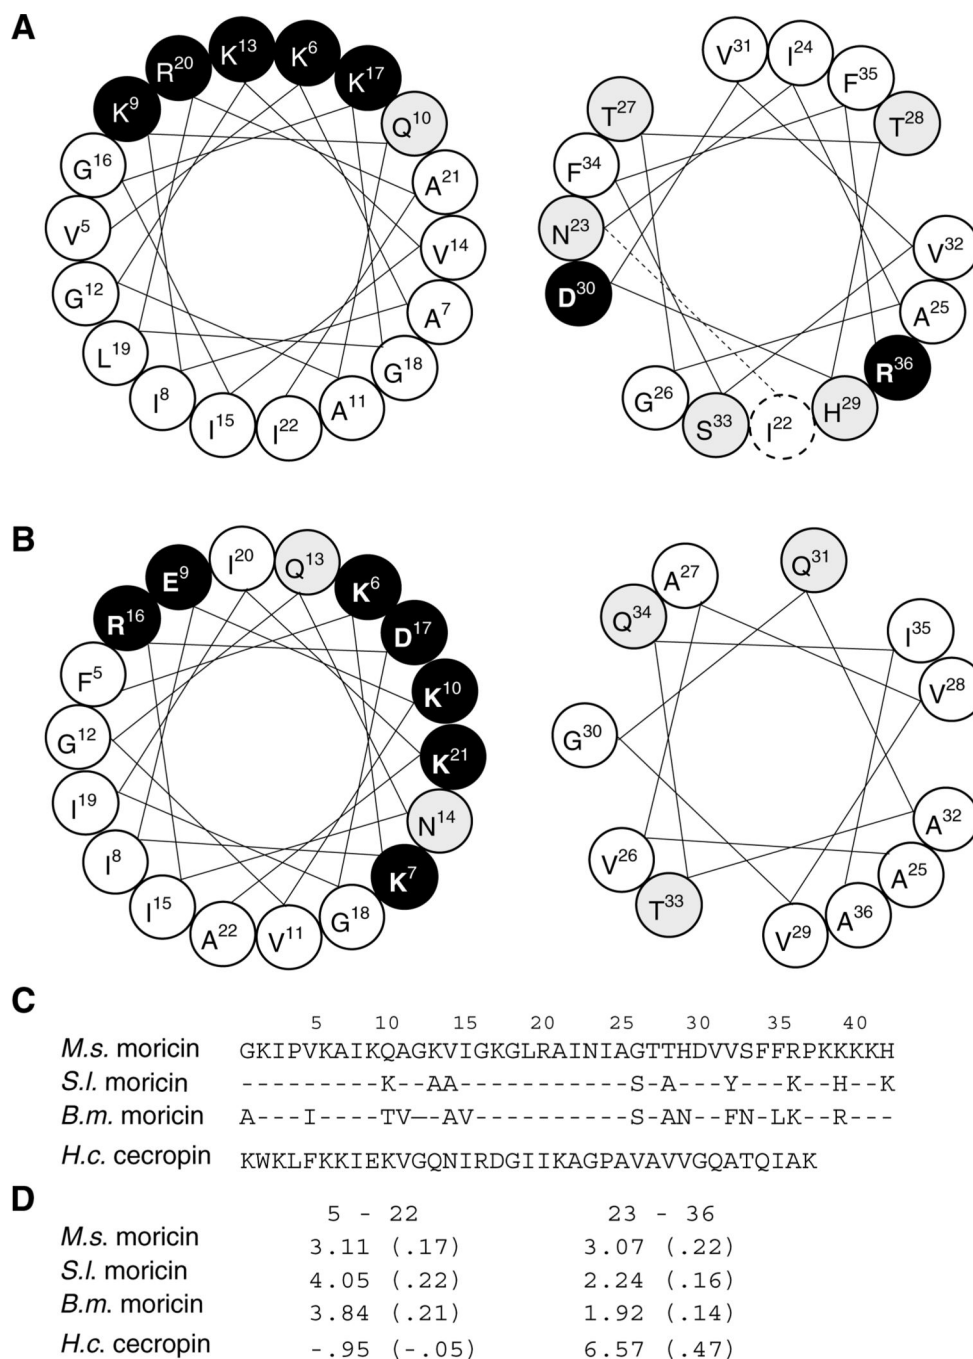 A
K9 R20 K13 K6 K17 Q10
G16 A21
V5 V14
G12 A7
L19 G18
I8 I15 I22 A11
V31 I24 F35
T27 T28
F34
N23 V32
D30 A25
R36
G26 S33 I22 H29
B
R16 E9 I20 Q13 K6 D17
F5 K10
G12 K21
I19 N14
I8 K7
I15 A22 V11 G18
A27 Q31
Q34 I35
V28
G30
A32
V26 A25
T33 V29 A36
C
5 10 15 20 25 30 35 40
M.s. moricin GKIPVKAIKQAGKVIGKGLRAINIAGTTHDVVSFFRPKKKKH
S.l. moricin ---------K--AA-----------S-A---Y---K--H--K
B.m. moricin A---I----TV—-AV----------S-AN--FN-LK--R---
H.c. cecropin KWKLFKKIEKVGQNIRDGIIKAGPAVAVVGQATQIAK
D
5 - 22 23 - 36
M.s. moricin 3.11 (.17) 3.07 (.22)
S.l. moricin 4.05 (.22) 2.24 (.16)
B.m. moricin 3.84 (.21) 1.92 (.14)
H.c. cecropin -.95 (-.05) 6.57 (.47)